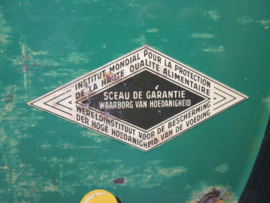 INSTITUT MONDIAL POUR LA PROTECTION
DE LA HAUTE QUALITÉ ALIMENTAIRE
SCEAU DE GARANTIE
WAARBORG VAN HOEDANIGHEID
WERELDINSTITUUT VOOR DE BESCHERMING
DER HOGE HOEDANIGHEID VAN DE VOEDING